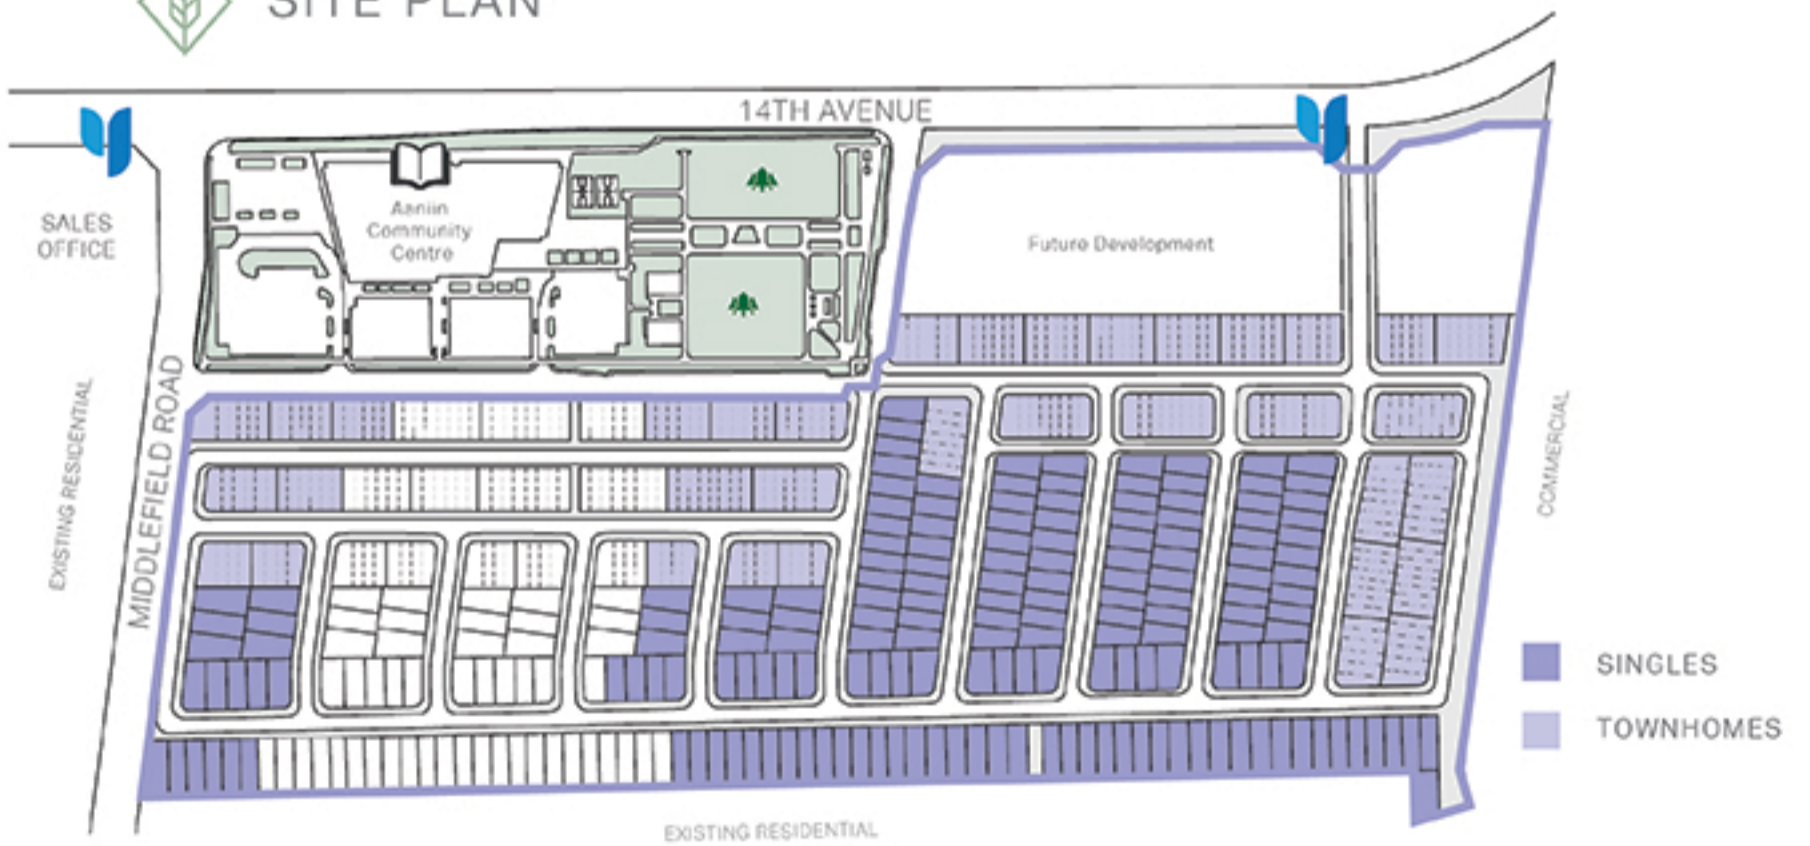 SITE PLAN
14TH AVENUE
SALES
OFFICE
Aaniin
Community
Centre
Future Development
EXISTING RESIDENTIAL
MIDDLEFIELD ROAD
COMMERCIAL
SINGLES
TOWNHOMES
EXISTING RESIDENTIAL